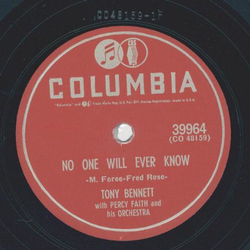 CO48159-1F
COLUMBIA
39964
(CO 48159)
NO ONE WILL EVER KNOW
-M. Feree-Fred Rose-
TONY BENNETT
with PERCY FAITH and
his ORCHESTRA